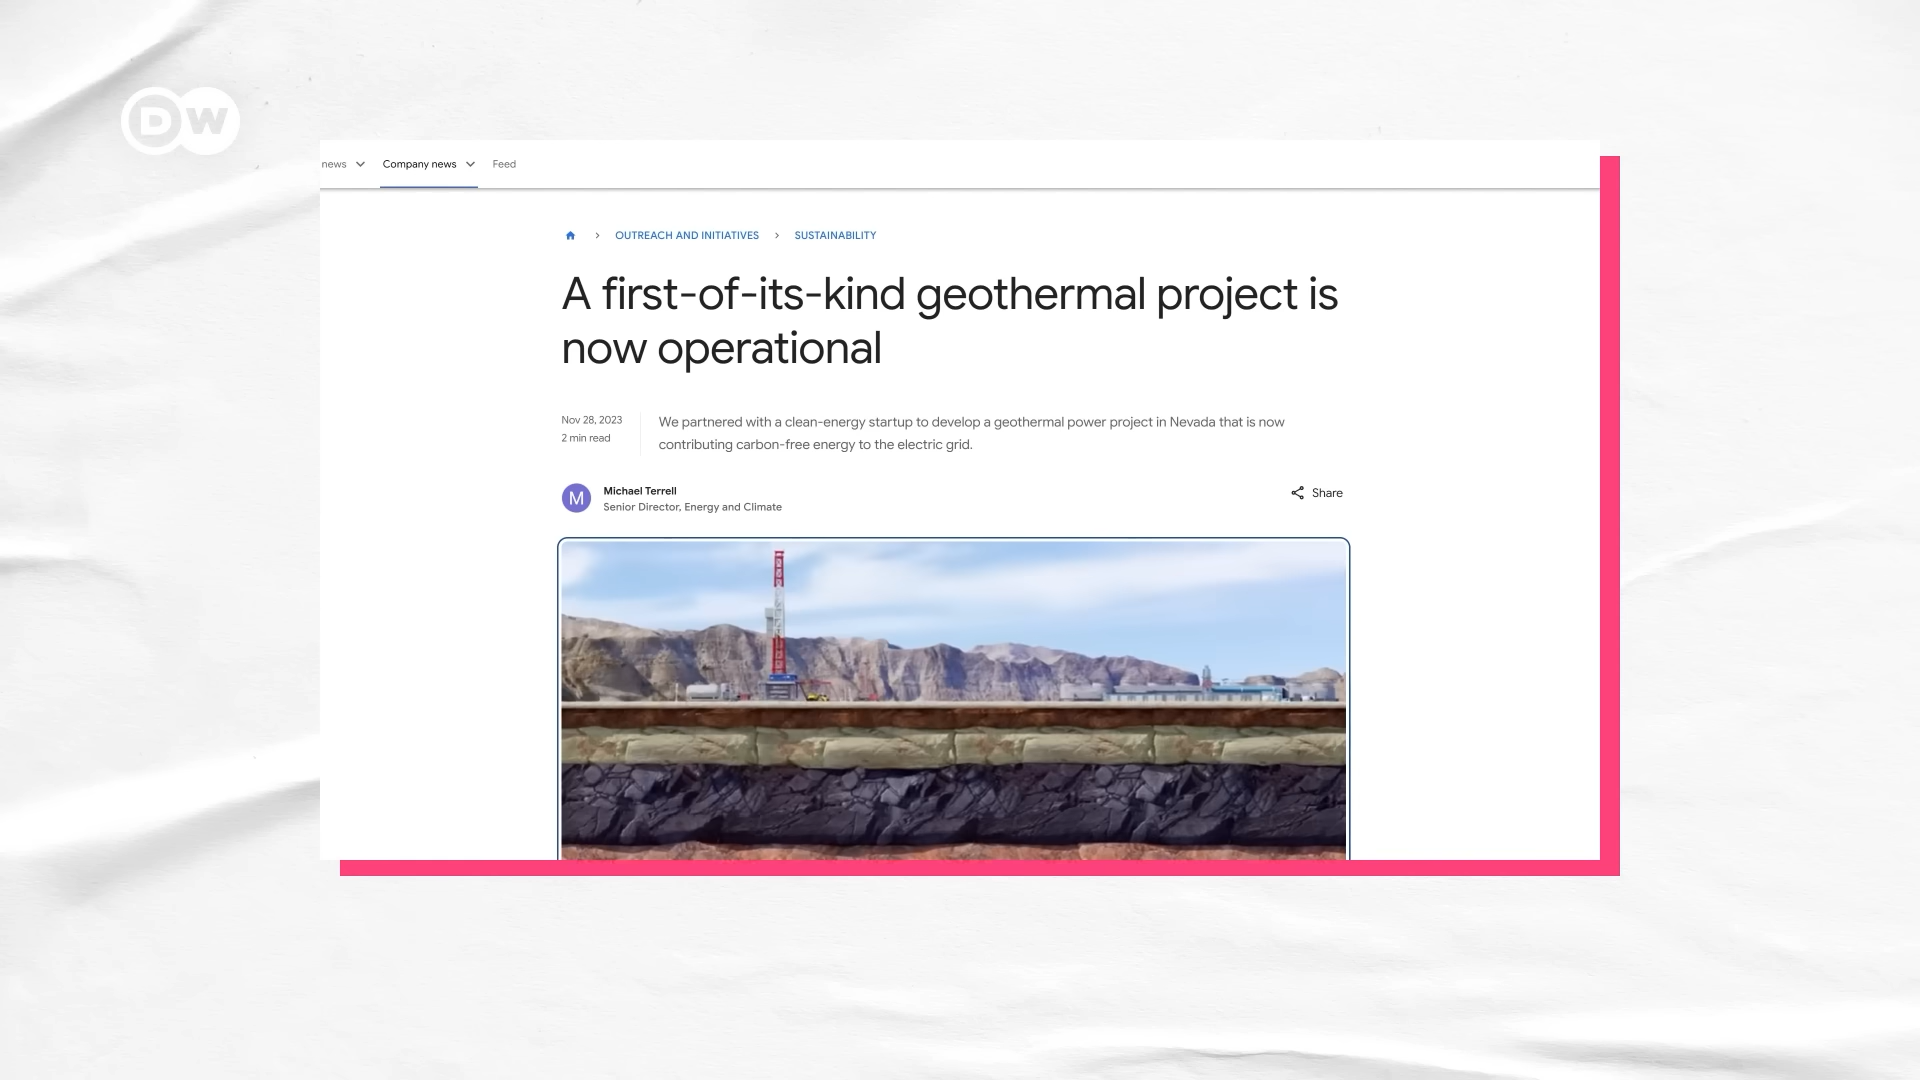 DW
news
Company news
Feed
OUTREACH AND INITIATIVES
SUSTAINABILITY
A first-of-its-kind geothermal project is
now operational
Nov 28, 2023
2 min read
We partnered with a clean-energy startup to develop a geothermal power project in Nevada that is now
contributing carbon-free energy to the electric grid.
M
Michael Terrell
Senior Director, Energy and Climate
Share